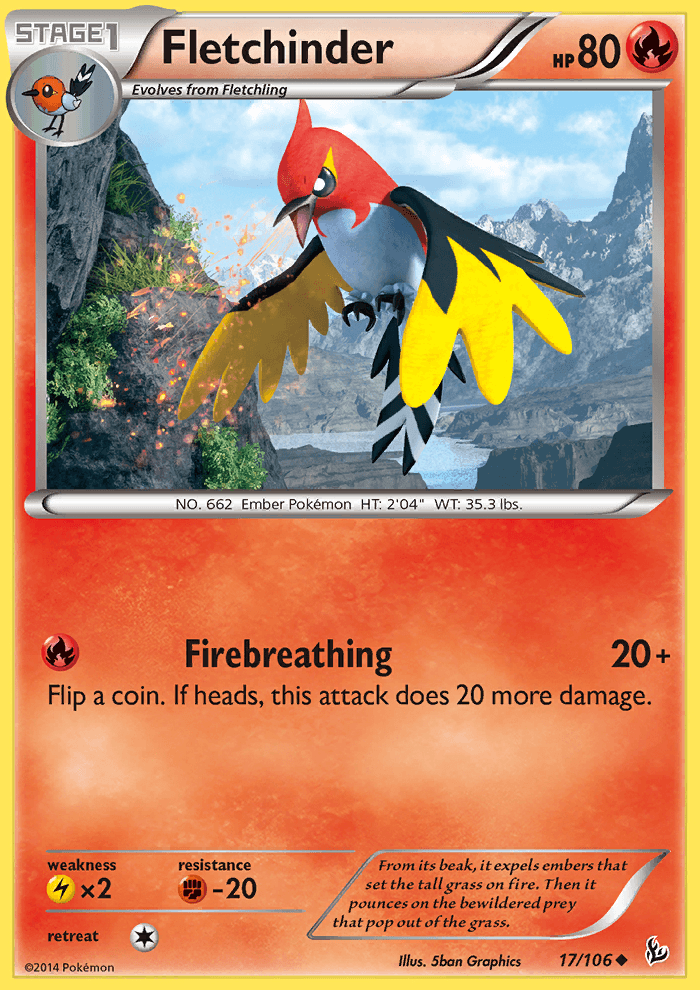 STAGE1
Fletchinder
HP80
Evolves from Fletchling
NO. 662 Ember Pokémon HT: 2'04" WT: 35.3 lbs.
Firebreathing 20+
Flip a coin. If heads, this attack does 20 more damage.
weakness
×2
resistance
-20
retreat
From its beak, it expels embers that
set the tall grass on fire. Then it
pounces on the bewildered prey
that pop out of the grass.
Illus. 5ban Graphics
17/106
©2014 Pokémon